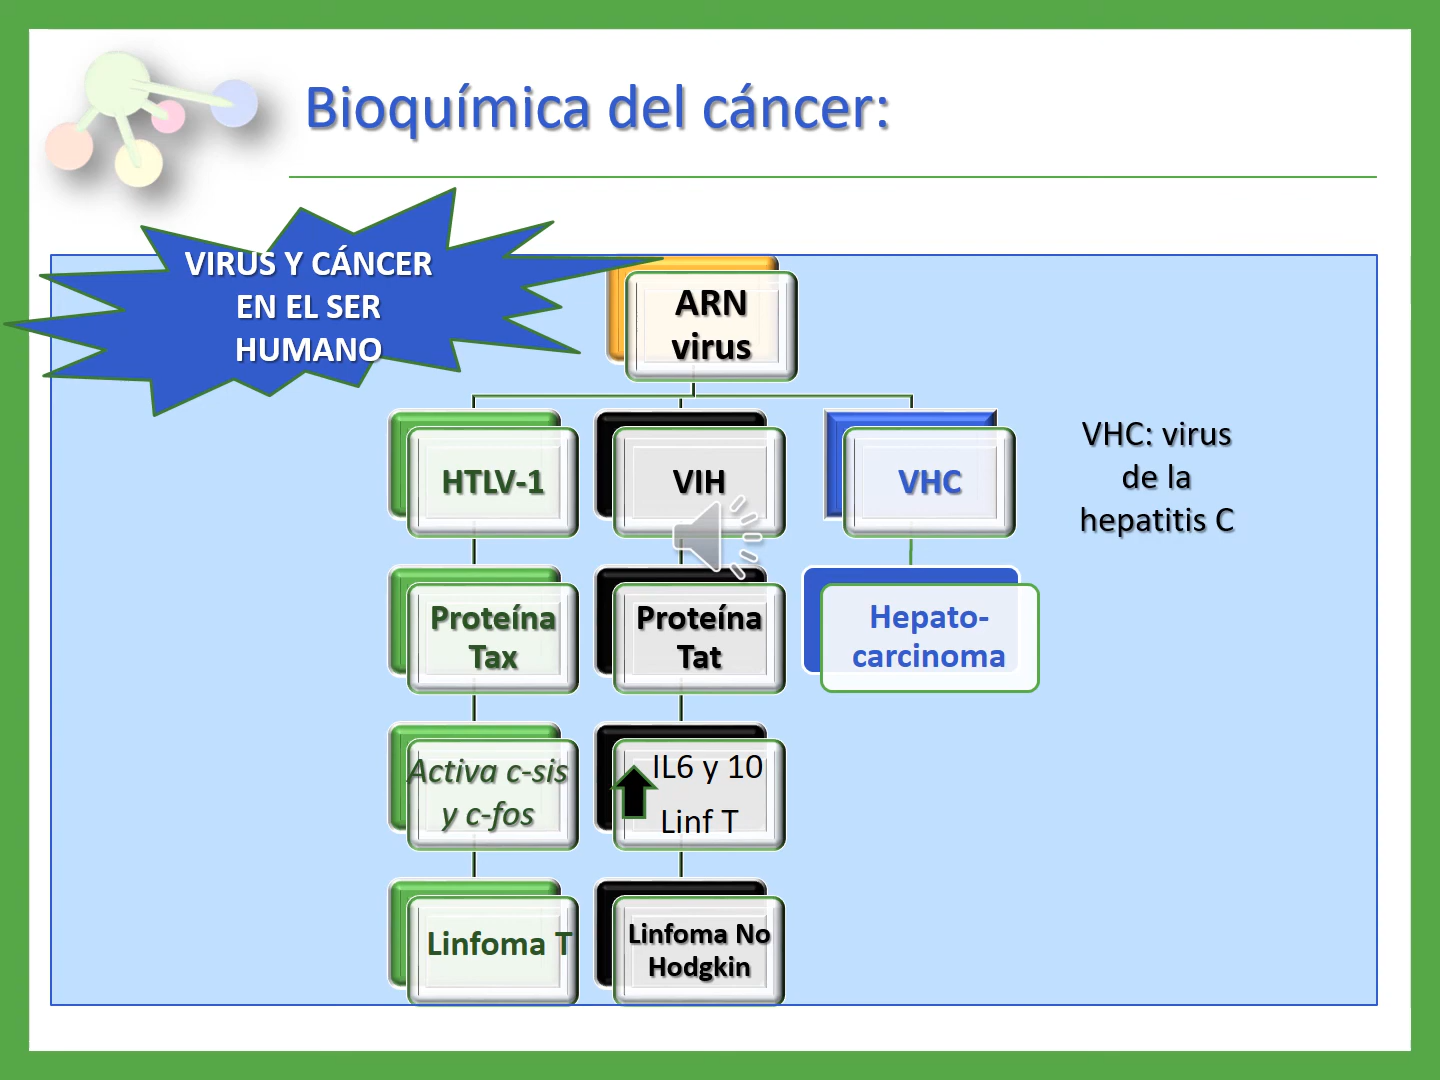 Bioquímica del cáncer:
VIRUS Y CÁNCER
EN EL SER
HUMANO
ARN
virus
HTLV-1
VIH
VHC
VHC: virus
de la
hepatitis C
Proteína
Tax
Proteína
Tat
Hepato-
carcinoma
Activa c-sis
y c-fos
IL6 y 10
Linf T
Linfoma T
Linfoma No
Hodgkin